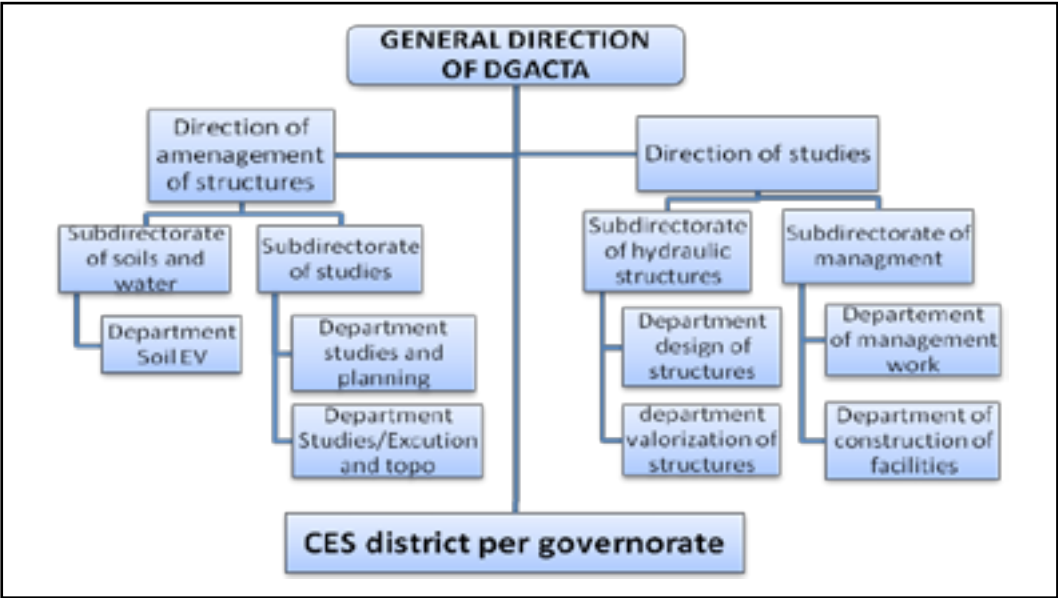 GENERAL DIRECTION
OF DGACTA
Direction of
amenagement
of structures
Direction of studies
Subdirectorate
of soils and
water
Subdirectorate
of studies
Subdirectorate
of hydraulic
structures
Subdirectorate of
managment
Department
Soil EV
Department
studies and
planning
Department
design of
structures
Departement
of management
work
Department
Studies/Excution
and topo
department
valorization of
structures
Department of
construction of
facilities
CES district per governorate